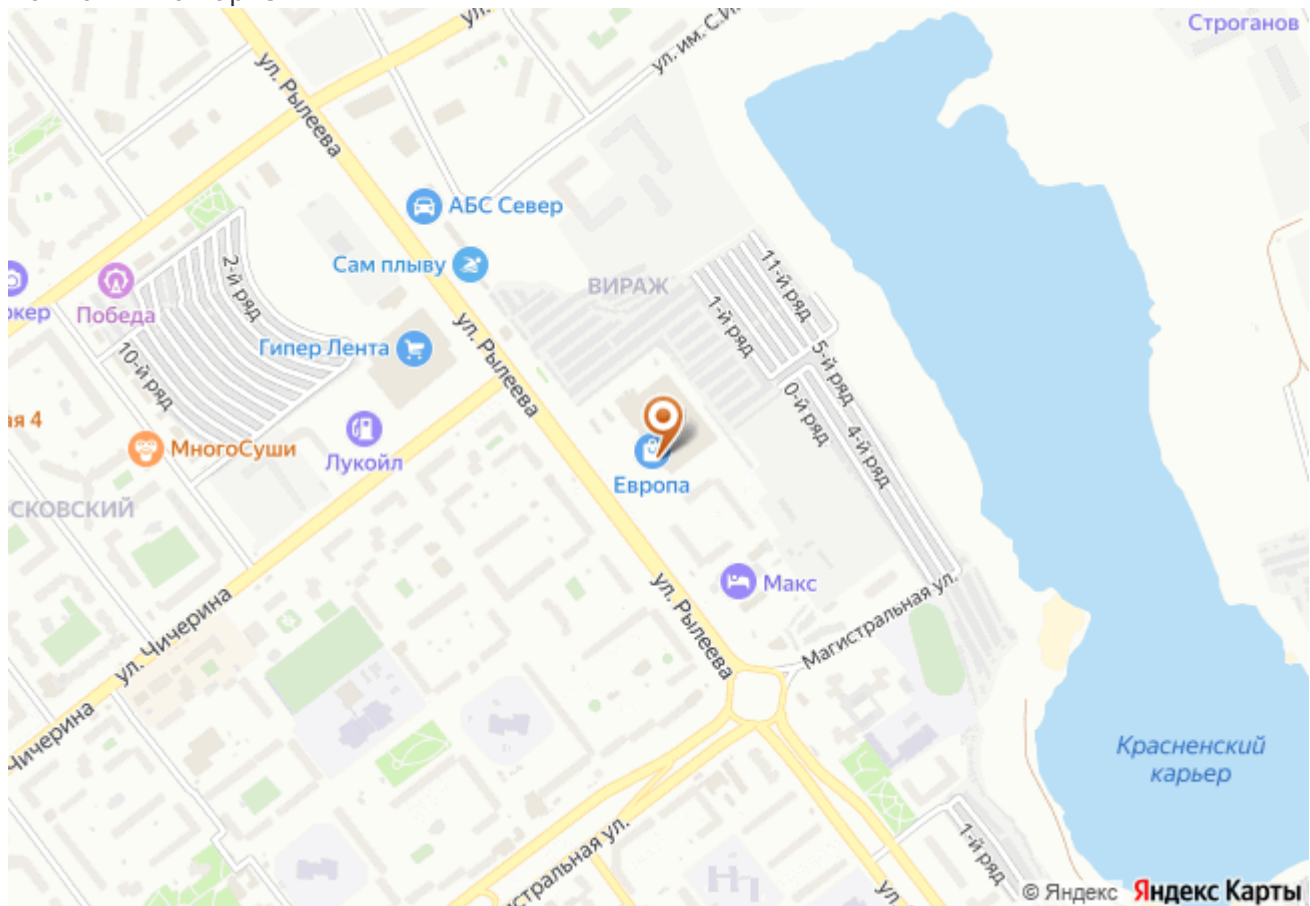 Строганов
ул. им. С.И
ул. Рылеева
АБС Север
Сам плыву
2-й ряд
ВИРАЖ
11-й ряд
Победа
1-й ряд
Гипер Лента
ул. Рылеева
5-й ряд
10-й ряд
0-й ряд
4-й ряд
МногоСуши
Лукойл
Европа
Макс
ул. Рылеева
Магистральная ул.
ул. Чичерина
Чичерина
Красненский
карьер
1-й ряд
© Яндекс Яндекс Карты